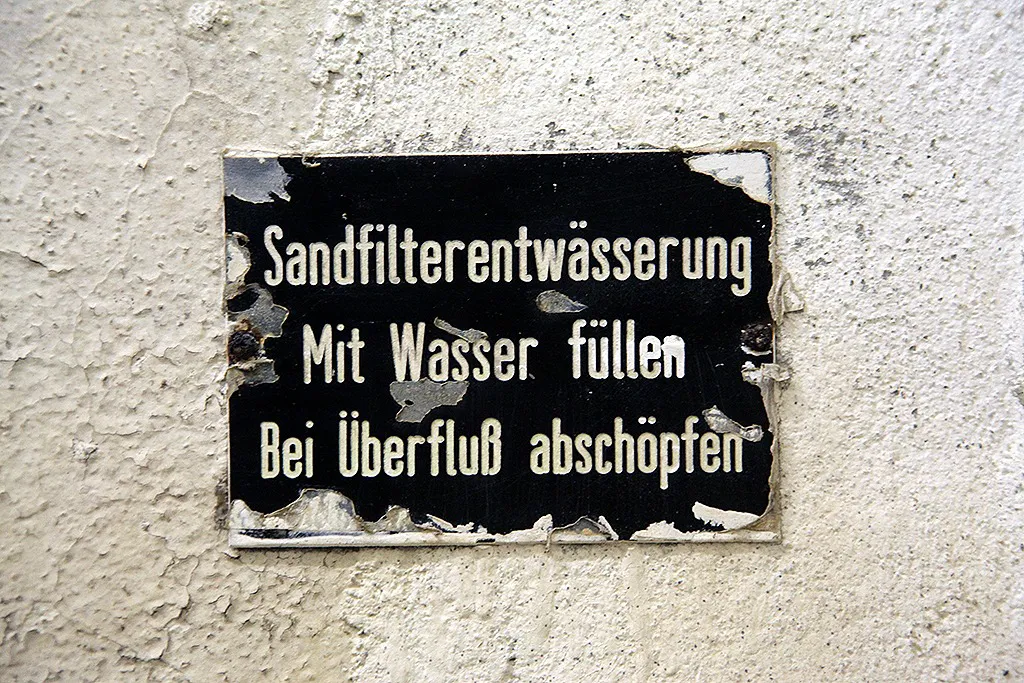 Sandfilterentwässerung
Mit Wasser füllen
Bei Überfluß abschöpfen